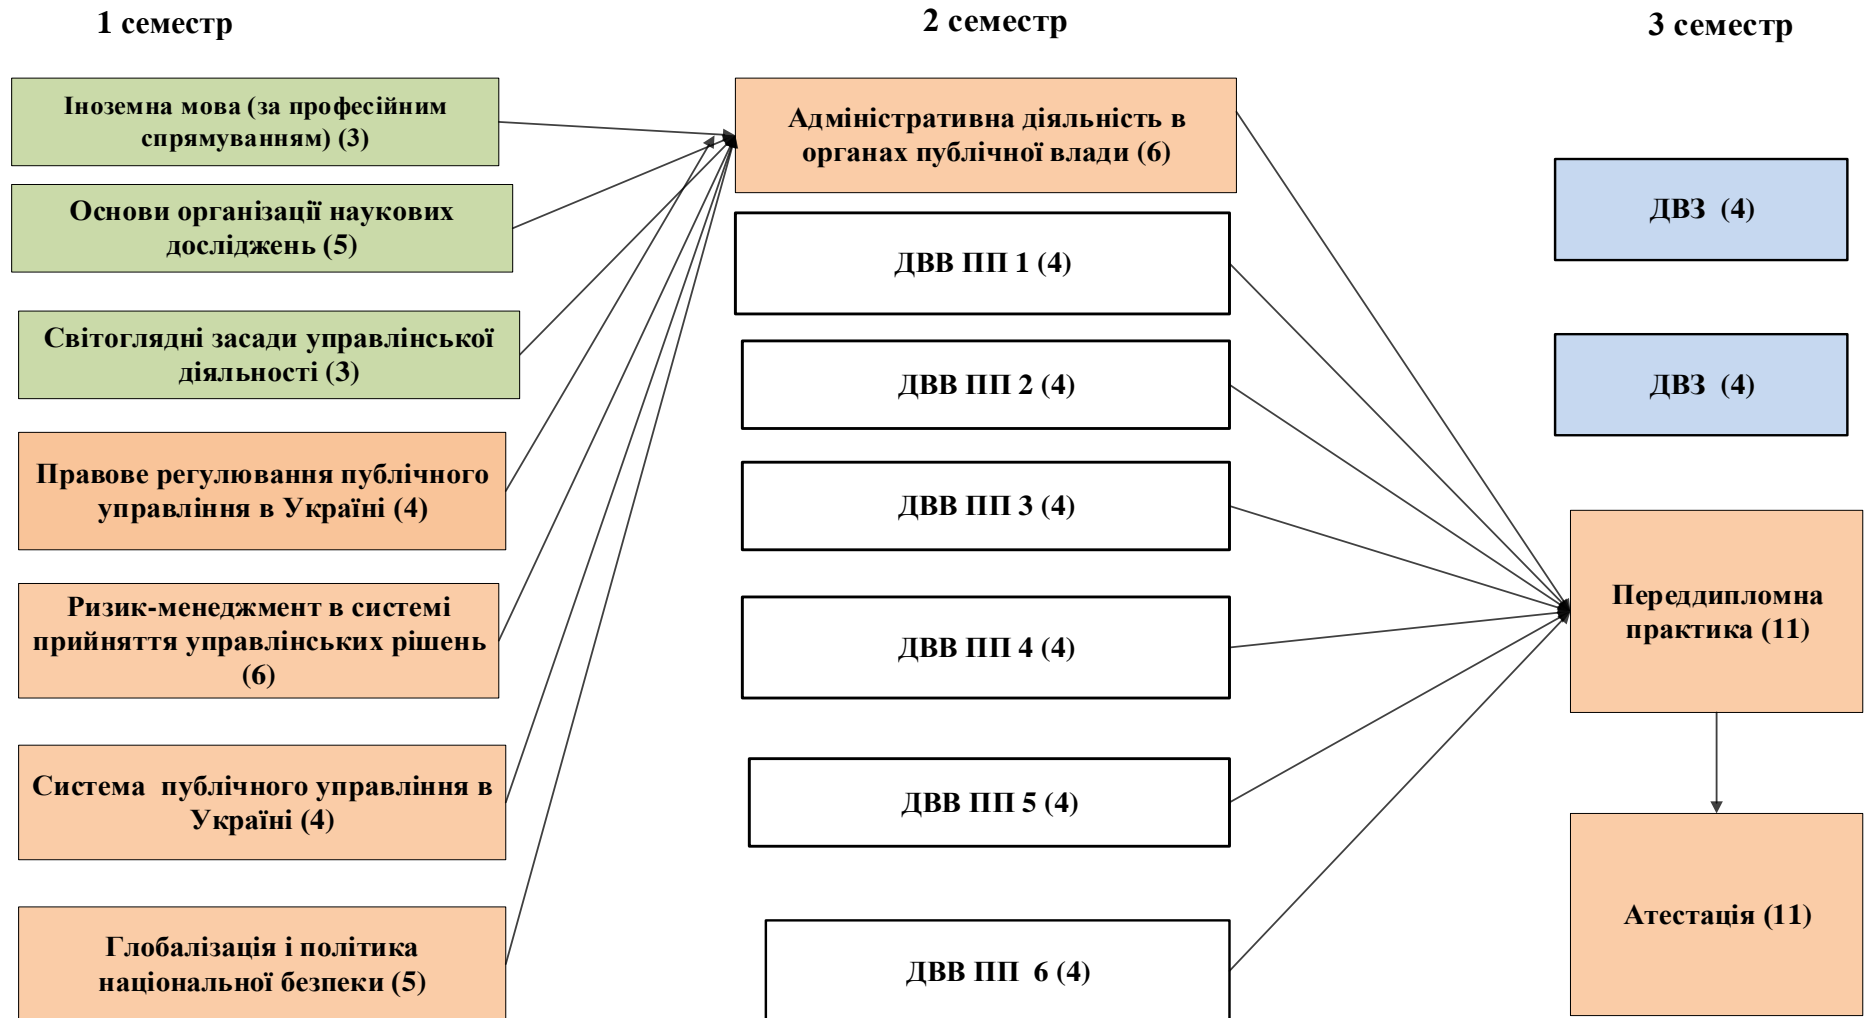 1 семестр
2 семестр
3 семестр
Іноземна мова (за професійним
спрямуванням) (3)
Основи організації наукових
досліджень (5)
Світоглядні засади управлінської
діяльності (3)
Правове регулювання публічного
управління в Україні (4)
Ризик-менеджмент в системі
прийняття управлінських рішень
(6)
Система публічного управління в
Україні (4)
Глобалізація і політика
національної безпеки (5)
Адміністративна діяльність в
органах публічної влади (6)
ДВВ ПП 1 (4)
ДВВ ПП 2 (4)
ДВВ ПП 3 (4)
ДВВ ПП 4 (4)
ДВВ ПП 5 (4)
ДВВ ПП 6 (4)
ДВЗ (4)
ДВЗ (4)
Переддипломна
практика (11)
Атестація (11)